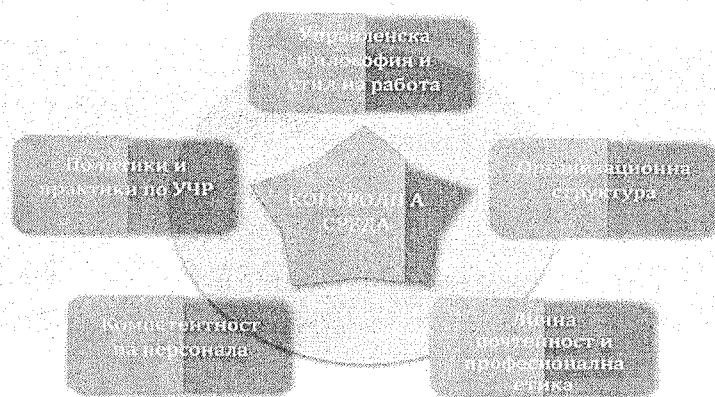 Управленска
философия и
стил на работа
Политики и
практики по УЧР
Организационна
структура
КОНТРОЛНА
СРЕДА
Компетентност
на персонала
Лична
почтеност и
професионална
етика